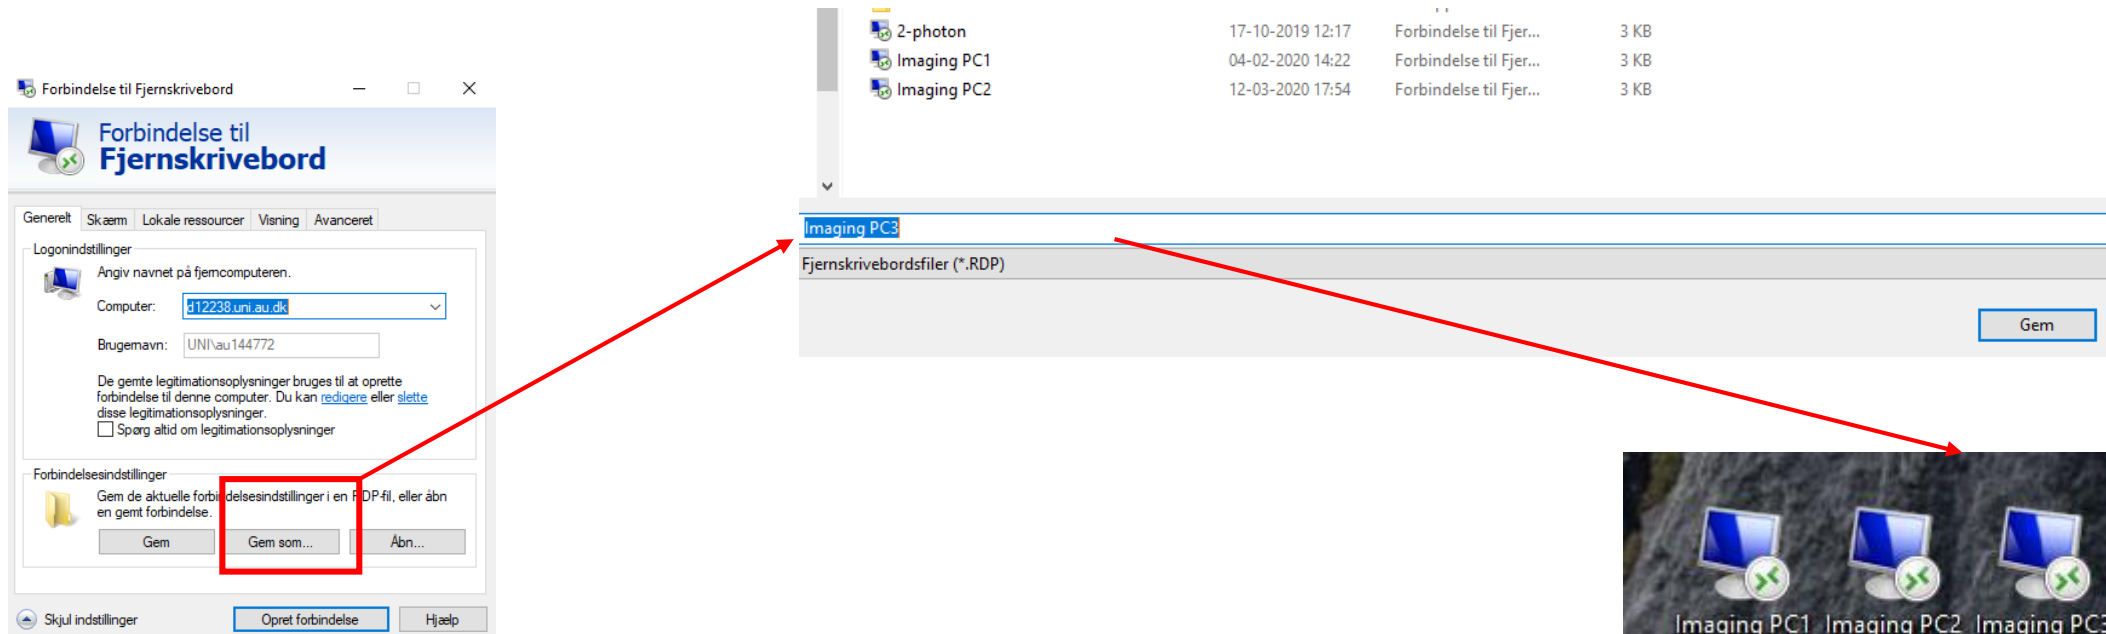 Forbindelse til Fjernskrivebord
Forbindelse til
Fjernskrivebord
Generelt Skærm Lokale ressourcer Visning Avanceret
Logonindstillinger
Angiv navnet på fjerncomputeren.
Computer: d12238.uni.au.dk
Brugernavn: UNI\au144772
De gemte legitimationsoplysninger bruges til at oprette
forbindelse til denne computer. Du kan redigere eller slette
disse legitimationsoplysninger.
Spørg altid om legitimationsoplysninger
Forbindelsesindstillinger
Gem de aktuelle forbindelsesindstillinger i en RDP-fil, eller åbn
en gemt forbindelse.
Gem Gem som... Åbn...
Skjul indstillinger Opret forbindelse Hjælp
2-photon 17-10-2019 12:17 Forbindelse til Fjer... 3 KB
Imaging PC1 04-02-2020 14:22 Forbindelse til Fjer... 3 KB
Imaging PC2 12-03-2020 17:54 Forbindelse til Fjer... 3 KB
Imaging PC3
Fjernskrivebordsfiler (*.RDP)
Gem
Imaging PC1 Imaging PC2 Imaging PC3